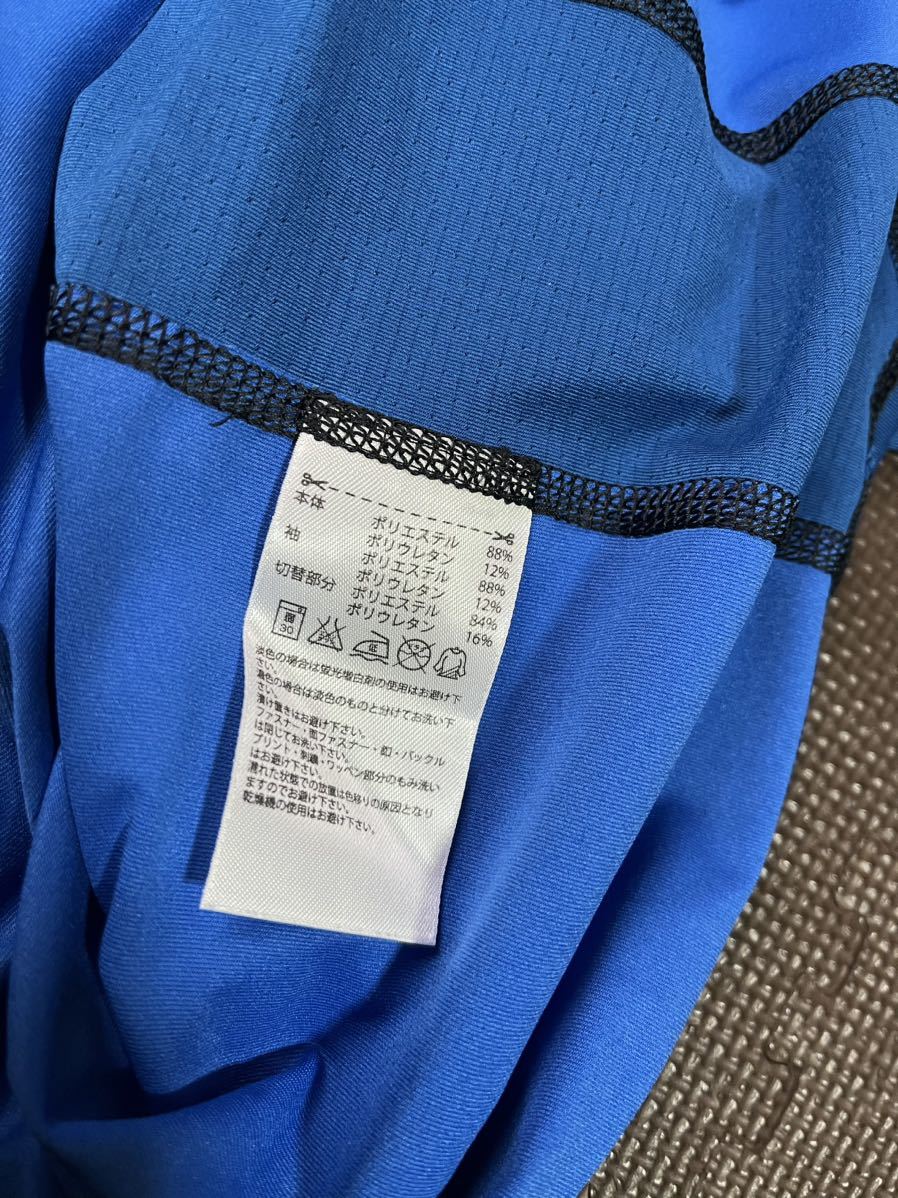 本体 ポリエステル 88%
ポリウレタン 12%
袖 ポリエステル 88%
ポリウレタン 12%
切替部分 ポリエステル 84%
ポリウレタン 16%
30
淡色の場合は蛍光増白剤の使用はお避け下
さい。
濃色の場合は淡色のものと分けてお洗い下
さい。
漬け置きはお避け下さい。
ファスナー・面ファスナー・釦・バックル
は閉じてお洗い下さい。
プリント・刺繍・ワッペン部分のもみ洗い
はお避け下さい。
濡れた状態での放置は色移りの原因となり
ますのでお避け下さい。
乾燥機の使用はお避け下さい。